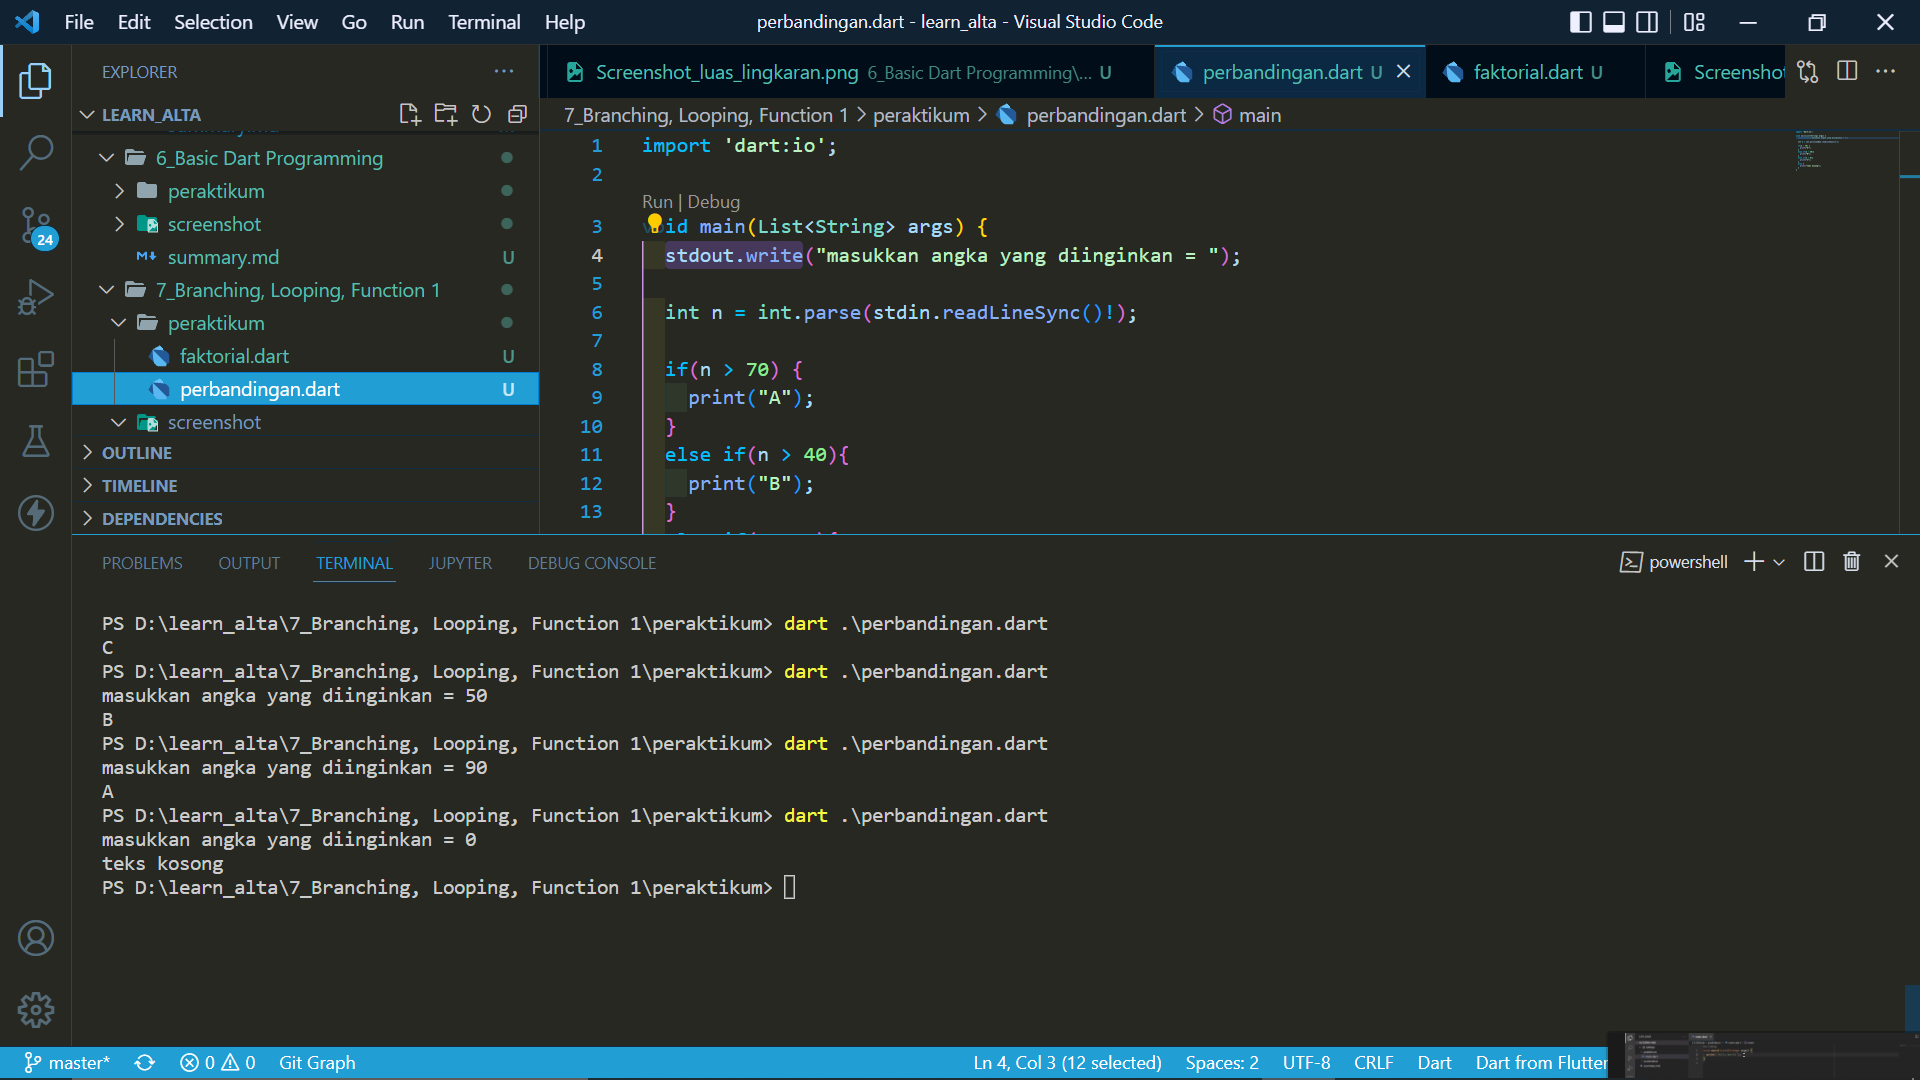 File Edit Selection View Go Run Terminal Help
perbandingan.dart - learn_alta - Visual Studio Code
EXPLORER
LEARN_ALTA
6_Basic Dart Programming
peraktikum
screenshot
summary.md U
7_Branching, Looping, Function 1
peraktikum
faktorial.dart U
perbandingan.dart U
screenshot
OUTLINE
TIMELINE
DEPENDENCIES
24
Screenshot_luas_lingkaran.png 6_Basic Dart Programming\... U
perbandingan.dart U
faktorial.dart U
7_Branching, Looping, Function 1 > peraktikum > perbandingan.dart > main
1 import 'dart:io';
2
Run | Debug
3 void main(List<String> args) {
4 stdout.write("masukkan angka yang diinginkan = ");
5
6 int n = int.parse(stdin.readLineSync()!);
7
8 if(n > 70) {
9 print("A");
10 }
11 else if(n > 40){
12 print("B");
13 }
PROBLEMS OUTPUT TERMINAL JUPYTER DEBUG CONSOLE
powershell
PS D:\learn_alta\7_Branching, Looping, Function 1\peraktikum> dart .\perbandingan.dart
C
PS D:\learn_alta\7_Branching, Looping, Function 1\peraktikum> dart .\perbandingan.dart
masukkan angka yang diinginkan = 50
B
PS D:\learn_alta\7_Branching, Looping, Function 1\peraktikum> dart .\perbandingan.dart
masukkan angka yang diinginkan = 90
A
PS D:\learn_alta\7_Branching, Looping, Function 1\peraktikum> dart .\perbandingan.dart
masukkan angka yang diinginkan = 0
teks kosong
PS D:\learn_alta\7_Branching, Looping, Function 1\peraktikum>
master* 0 0 Git Graph
Ln 4, Col 3 (12 selected) Spaces: 2 UTF-8 CRLF Dart Dart from Flutter